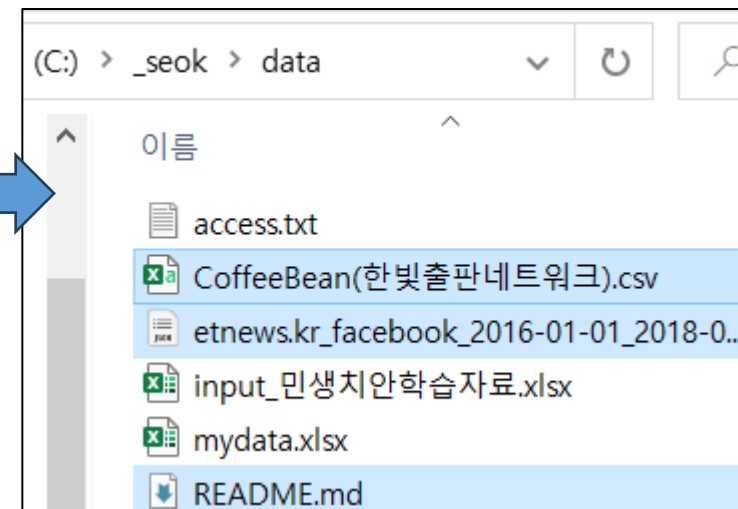 (C:) > _seok > data
이름
access.txt
CoffeeBean(한빛출판네트워크).csv
etnews.kr_facebook_2016-01-01_2018-0...
input_민생치안학습자료.xlsx
mydata.xlsx
README.md